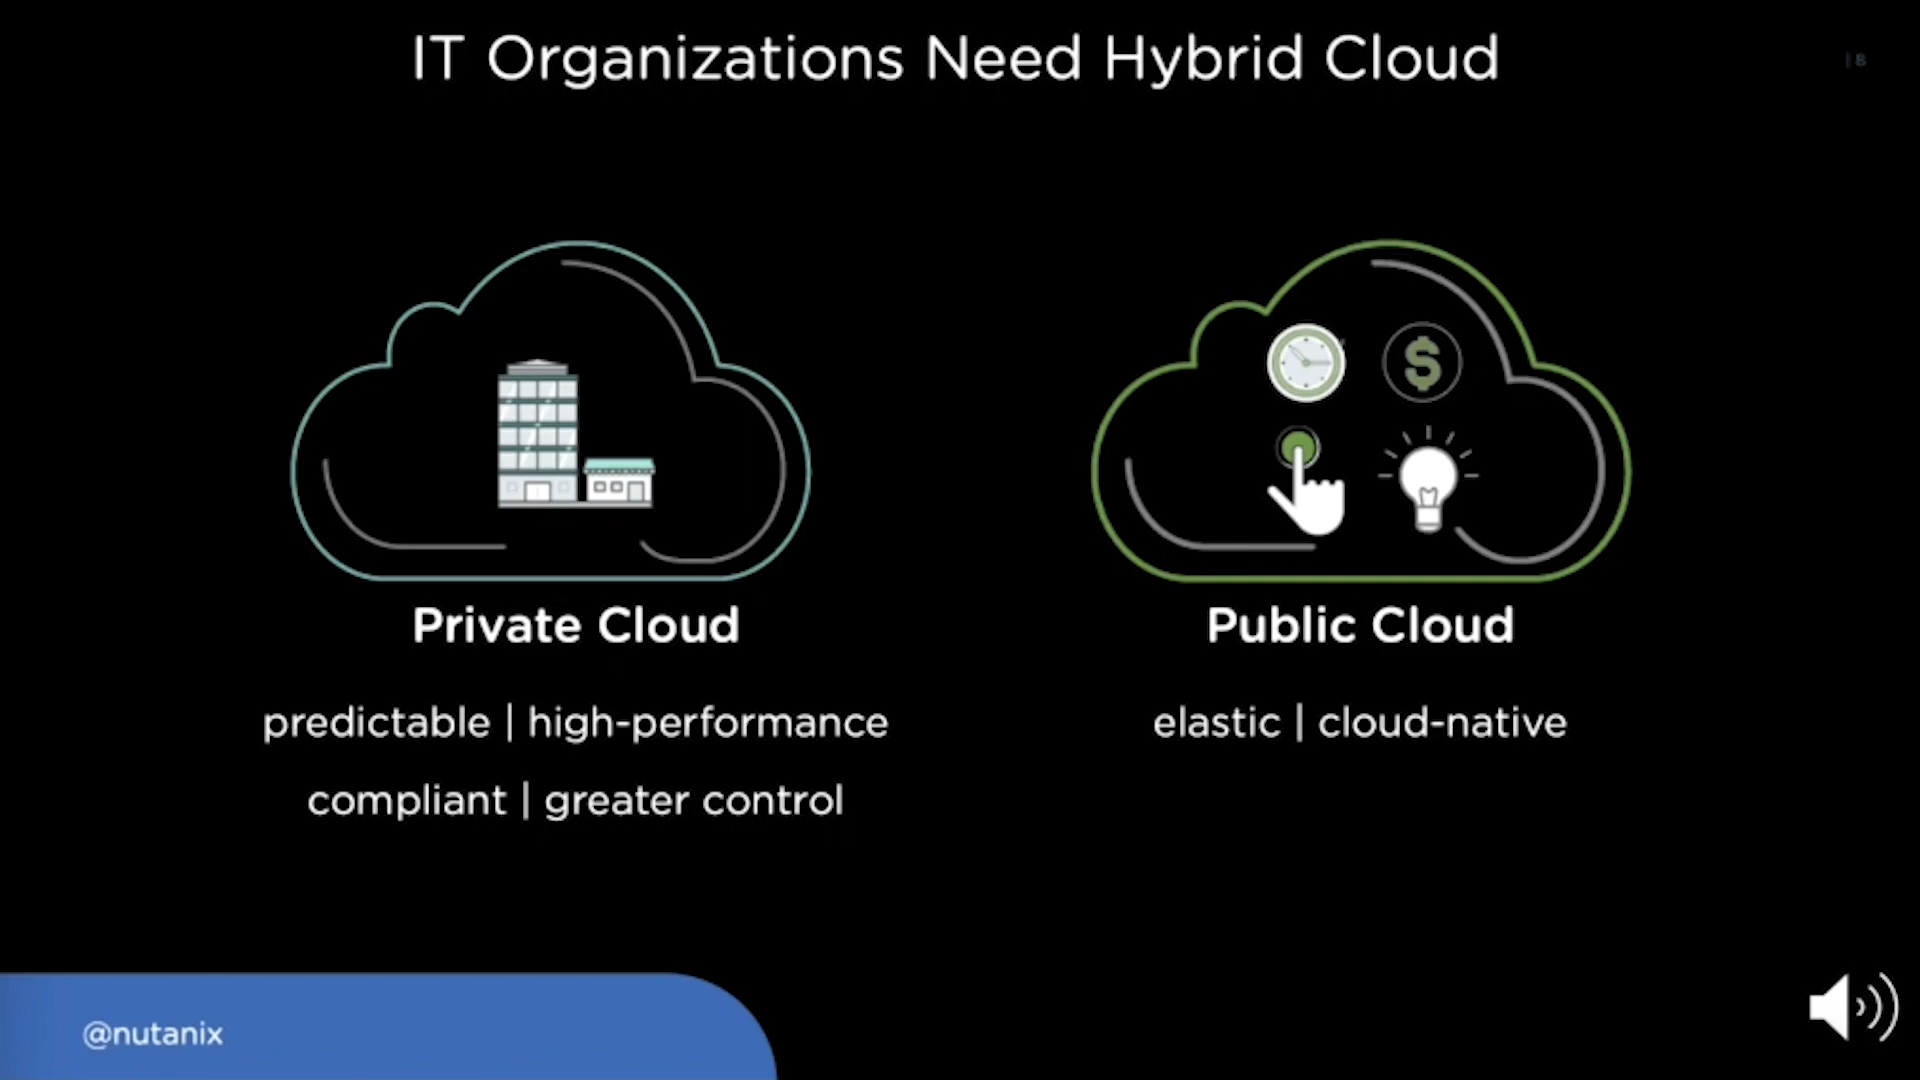 IT Organizations Need Hybrid Cloud
| 8
$
Private Cloud
Public Cloud
predictable | high-performance
elastic | cloud-native
compliant | greater control
@nutanix